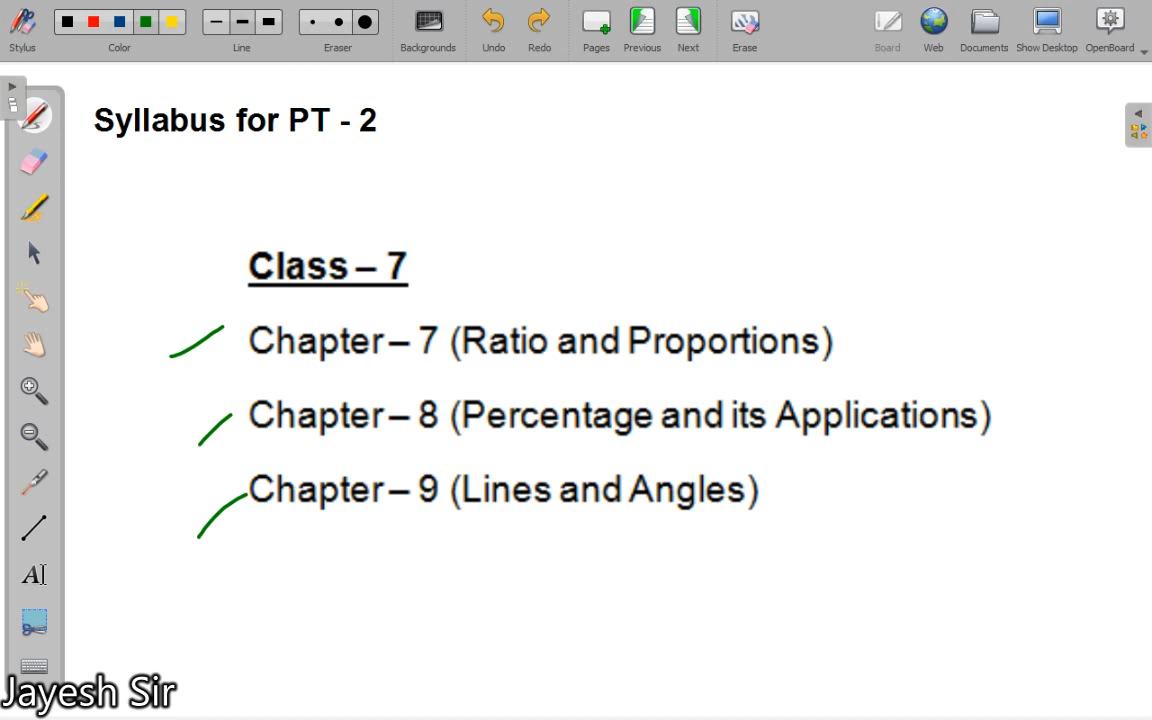 Stylus Color Line Eraser Backgrounds Undo Redo Pages Previous Next Erase Board Web Documents Show Desktop OpenBoard
Syllabus for PT - 2
Class – 7
Chapter – 7 (Ratio and Proportions)
Chapter – 8 (Percentage and its Applications)
Chapter – 9 (Lines and Angles)
AI
Jayesh Sir